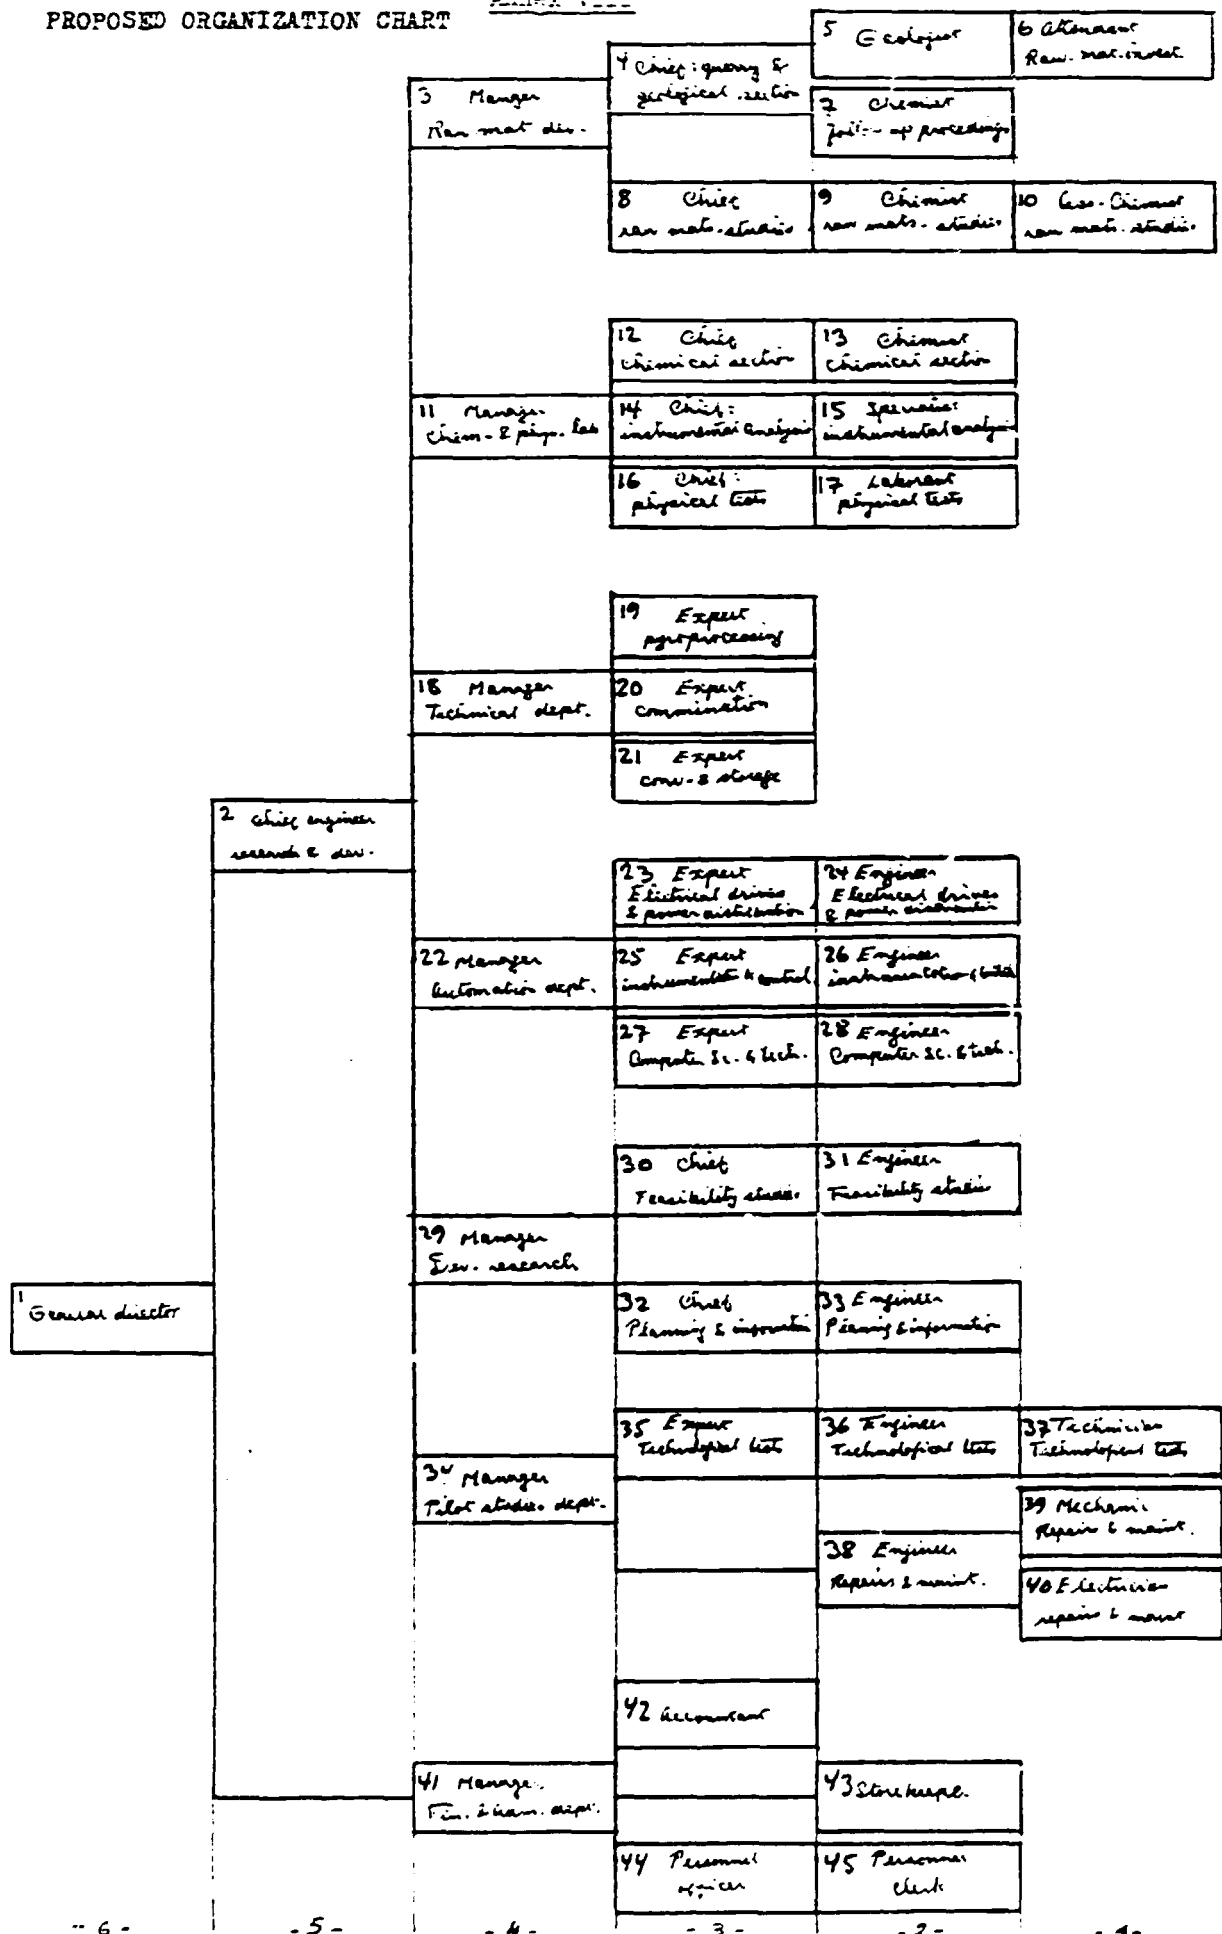 PROPOSED ORGANIZATION CHART
5 Geologist
6 Attendant
Raw. mat. invest.
4 Chief: quarry &
geological section
3 Manger
Raw mat dev.
7 Chemist
Follow-up procedings
8 Chief
raw mats. studies
9 Chemist
raw mats. studies
10 Ass. Chemist
raw mats. studies
12 Chief
Chemical section
13 Chemist
Chemical section
11 Manager
Chem. & phys. lab
14 Chief:
instrumental analysis
15 Specialist
instrumental analysis
16 Chief:
physical tests
17 Laborant
physical tests
19 Expert
pyroprocessing
18 Manager
Technical dept.
20 Expert
comminution
21 Expert
conv. & storage
2 Chief engineer
research & dev.
23 Expert
Electrical drives
& power distribution
24 Engineer
Electrical drives
& power distribution
22 Manager
Automation dept.
25 Expert
& control
26 Engineer
instrumentation &
27 Expert
Computer Sc. & tech.
28 Engineer
Computer Sc. & tech.
30 Chief
Feasibility studies
31 Engineer
Feasibility studies
29 Manager
research
1
General director
32 Chief
Planning & information
33 Engineer
Planning & information
35 Expert
Technological tests
36 Engineer
Technological tests
37 Technician
Technological tests
34 Manager
Pilot studies dept.
39 Mechanic
Repairs & maint.
38 Engineer
Repairs & maint.
40 Electrician
repairs & maint
42 Accountant
41 Manager
Fin. & dept.
43 Storekeeper
44 Personnel
officer
45 Personnel
clerk
- 6 - - 5 - - 4 - - 3 - - 2 - - 1 -